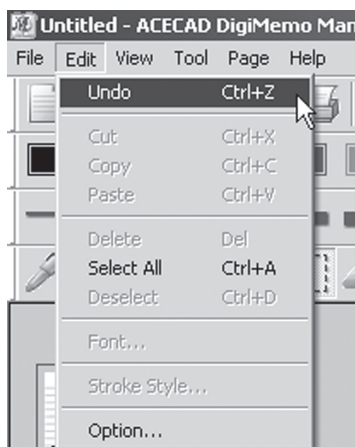 Untitled - ACECAD DigiMemo Man
File Edit View Tool Page Help
Undo Ctrl+Z
Cut Ctrl+X
Copy Ctrl+C
Paste Ctrl+V
Delete Del
Select All Ctrl+A
Deselect Ctrl+D
Font...
Stroke Style...
Option...